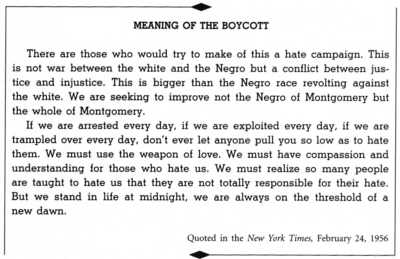 MEANING OF THE BOYCOTT
There are those who would try to make of this a hate campaign. This
is not war between the white and the Negro but a conflict between jus-
tice and injustice. This is bigger than the Negro race revolting against
the white. We are seeking to improve not the Negro of Montgomery but
the whole of Montgomery.
If we are arrested every day, if we are exploited every day, if we are
trampled over every day, don't ever let anyone pull you so low as to hate
them. We must use the weapon of love. We must have compassion and
understanding for those who hate us. We must realize so many people
are taught to hate us that they are not totally responsible for their hate.
But we stand in life at midnight, we are always on the threshold of a
new dawn.
Quoted in the New York Times, February 24, 1956